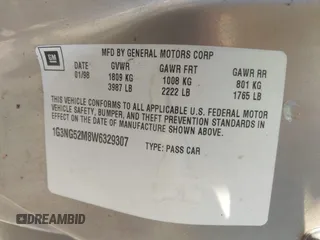 GM
MFD BY GENERAL MOTORS CORP
DATE GVWR GAWR FRT GAWR RR
01/98 1809 KG 1008 KG 801 KG
3987 LB 2222 LB 1765 LB
THIS VEHICLE CONFORMS TO ALL APPLICABLE U.S. FEDERAL MOTOR
VEHICLE SAFETY, BUMPER, AND THEFT PREVENTION STANDARDS IN
EFFECT ON THE DATE OF MANUFACTURE SHOWN ABOVE.
1G3NG52M8W6329307
TYPE: PASS CAR
DREAMBID